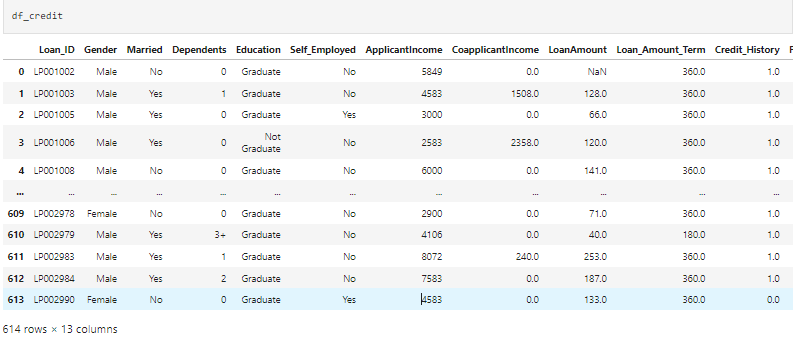 df_credit
Loan_ID Gender Married Dependents Education Self_Employed ApplicantIncome CoapplicantIncome LoanAmount Loan_Amount_Term Credit_History
0 LP001002 Male No 0 Graduate No 5849 0.0 NaN 360.0 1.0
1 LP001003 Male Yes 1 Graduate No 4583 1508.0 128.0 360.0 1.0
2 LP001005 Male Yes 0 Graduate Yes 3000 0.0 66.0 360.0 1.0
3 LP001006 Male Yes 0 Not Graduate No 2583 2358.0 120.0 360.0 1.0
4 LP001008 Male No 0 Graduate No 6000 0.0 141.0 360.0 1.0
... ... ... ... ... ... ... ... ... ... ... ...
609 LP002978 Female No 0 Graduate No 2900 0.0 71.0 360.0 1.0
610 LP002979 Male Yes 3+ Graduate No 4106 0.0 40.0 180.0 1.0
611 LP002983 Male Yes 1 Graduate No 8072 240.0 253.0 360.0 1.0
612 LP002984 Male Yes 2 Graduate No 7583 0.0 187.0 360.0 1.0
613 LP002990 Female No 0 Graduate Yes 4583 0.0 133.0 360.0 0.0
614 rows × 13 columns